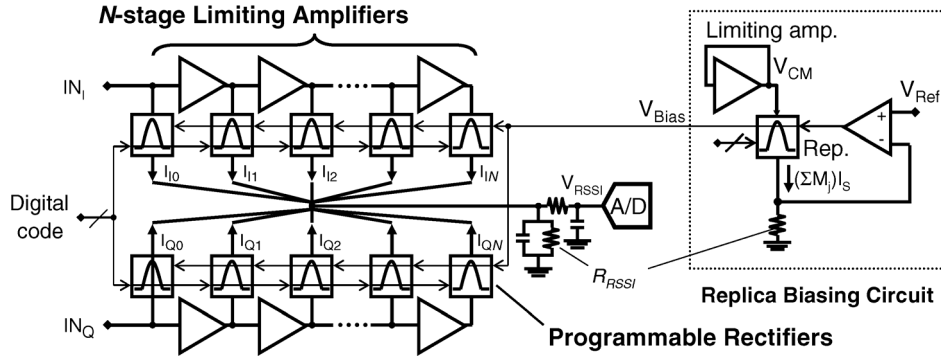 N-stage Limiting Amplifiers
IN_I
I_I0
I_I1
I_I2
I_IN
Digital
code
I_Q0
I_Q1
I_Q2
I_QN
IN_Q
V_RSSI
A/D
R_RSSI
Programmable Rectifiers
V_Bias
Limiting amp.
V_CM
V_Ref
+
-
Rep.
(ΣM_j)I_S
Replica Biasing Circuit